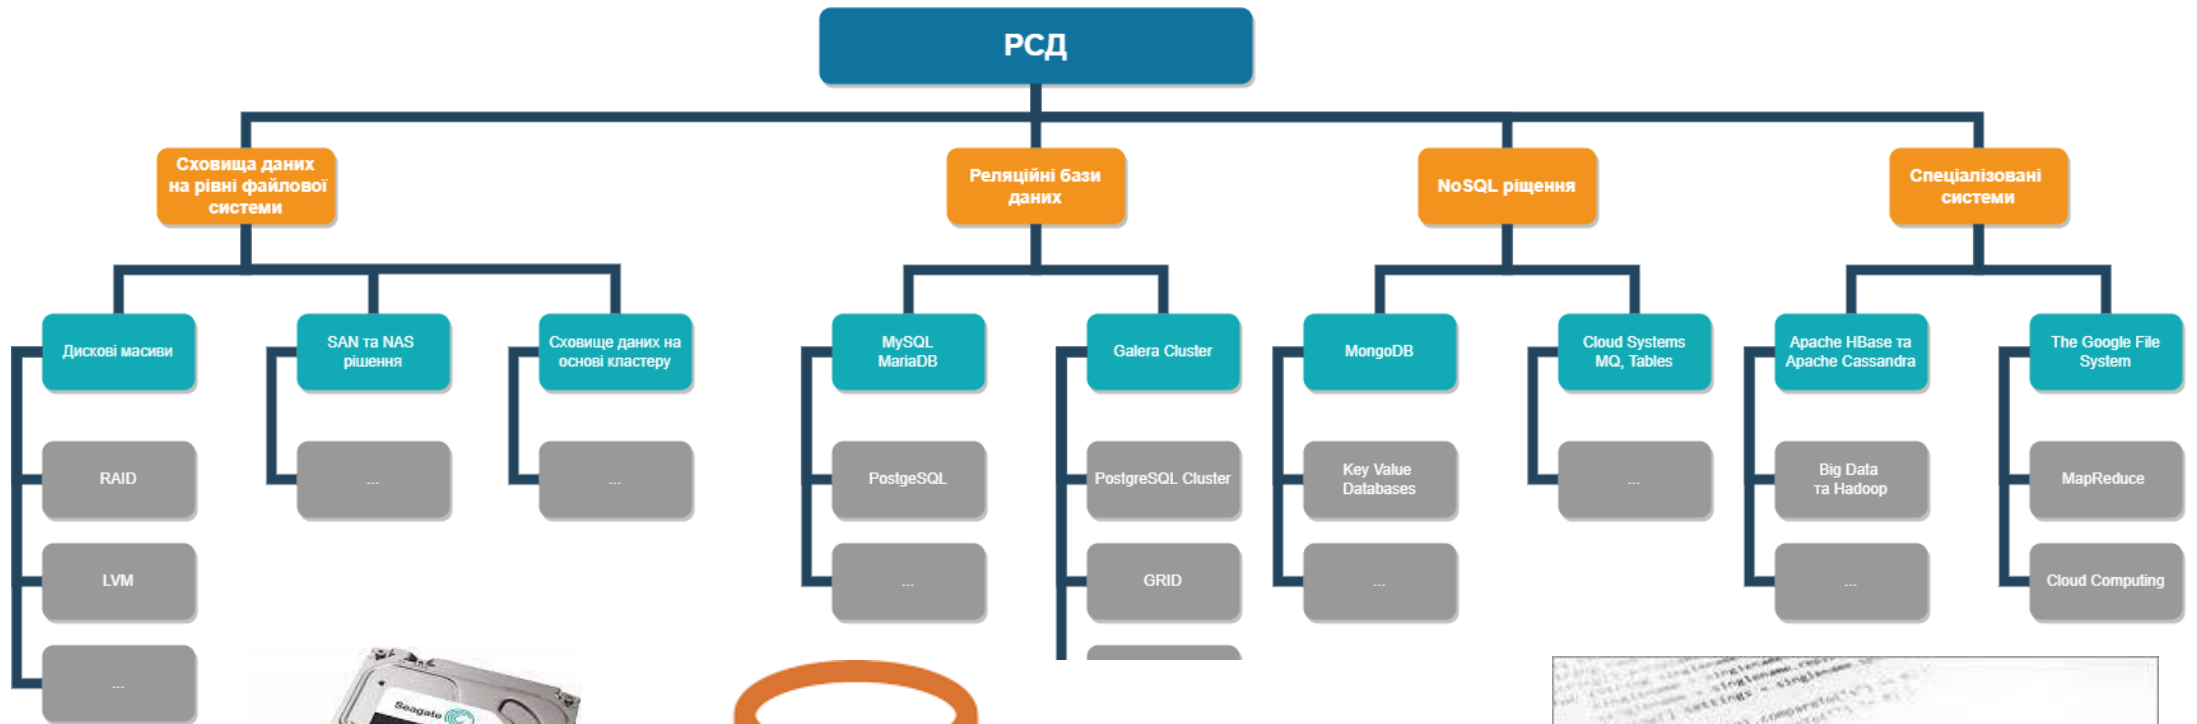 РСД
Сховища даних
на рівні файлової
системи
Реляційні бази
даних
NoSQL ріщення
Спеціалізовані
системи
Дискові масиви
SAN та NAS
рішення
Сховище даних на
основі кластеру
MySQL
MariaDB
Galera Cluster
MongoDB
Cloud Systems
MQ, Tables
Apache HBase та
Apache Cassandra
The Google File
System
RAID
...
...
PostgeSQL
PostgreSQL Cluster
Key Value
Databases
...
Big Data
та Hadoop
MapReduce
LVM
...
GRID
...
...
Cloud Computing
...
Seagate